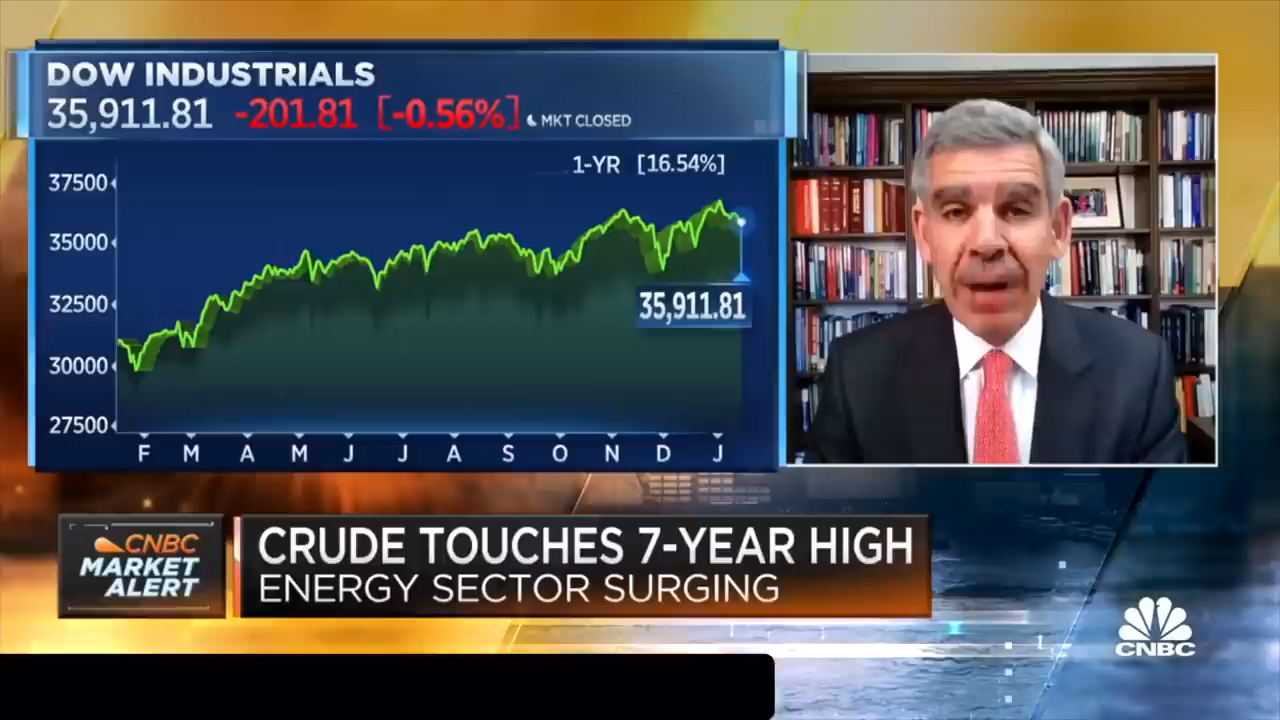 DOW INDUSTRIALS
35,911.81 -201.81 [-0.56%] MKT CLOSED
1-YR [16.54%]
37500
35000
32500
30000
27500
35,911.81
F M A M J J A S O N D J
CNBC
MARKET
ALERT
CRUDE TOUCHES 7-YEAR HIGH
ENERGY SECTOR SURGING
CNBC